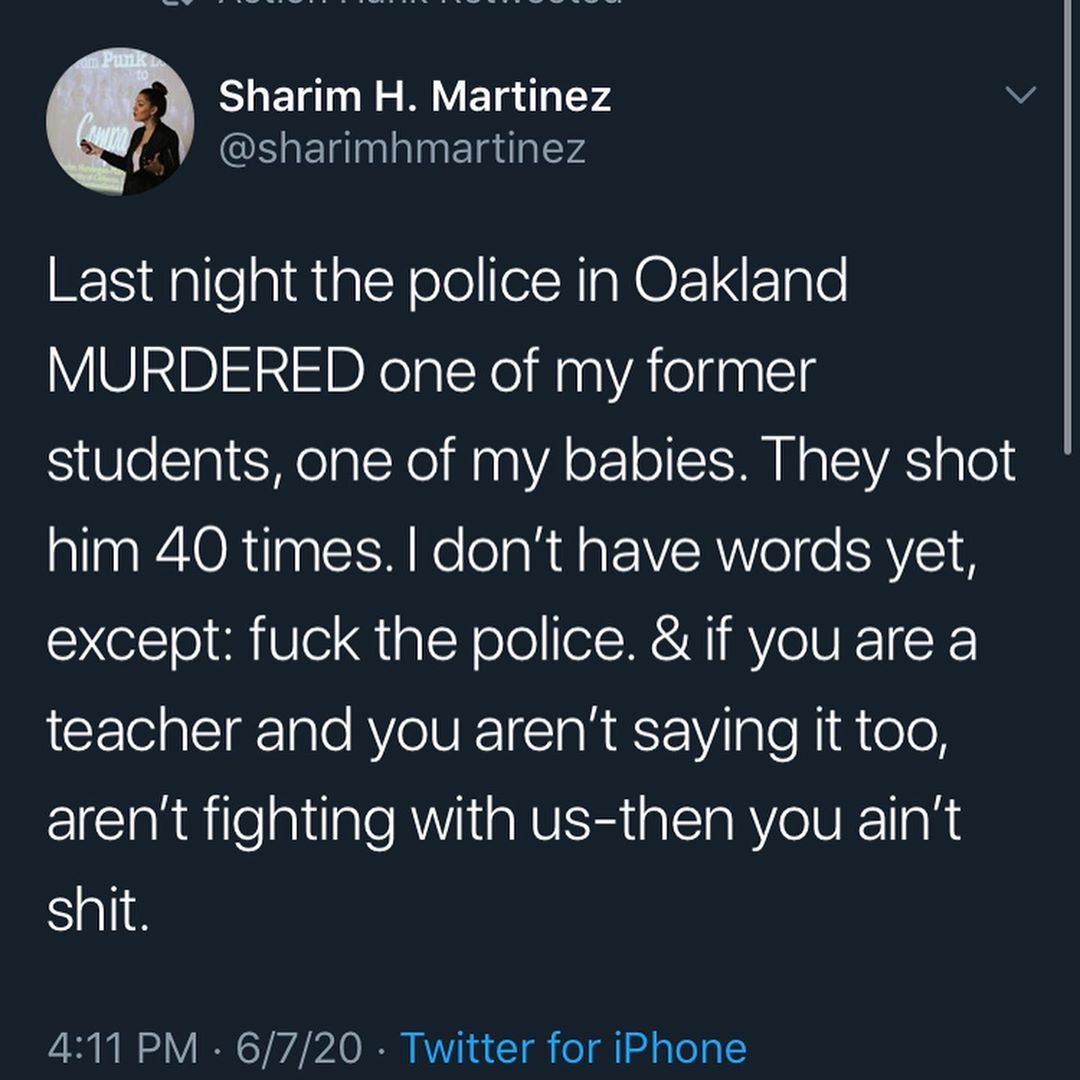 Sharim H. Martinez
@sharimhmartinez
Last night the police in Oakland
MURDERED one of my former
students, one of my babies. They shot
him 40 times. I don’t have words yet,
except: fuck the police. & if you are a
teacher and you aren’t saying it too,
aren’t fighting with us-then you ain’t
shit.
4:11 PM · 6/7/20 · Twitter for iPhone